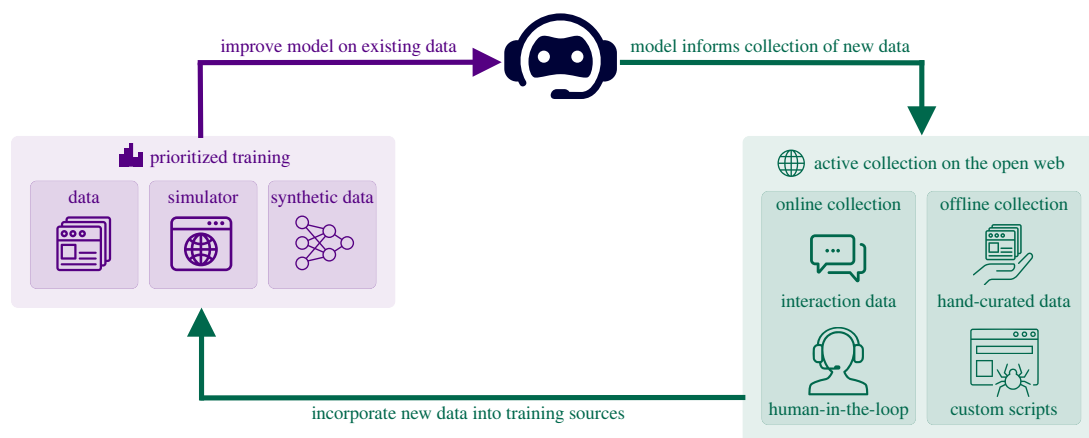 improve model on existing data
model informs collection of new data
prioritized training
data
simulator
synthetic data
active collection on the open web
online collection
offline collection
interaction data
hand-curated data
human-in-the-loop
custom scripts
incorporate new data into training sources